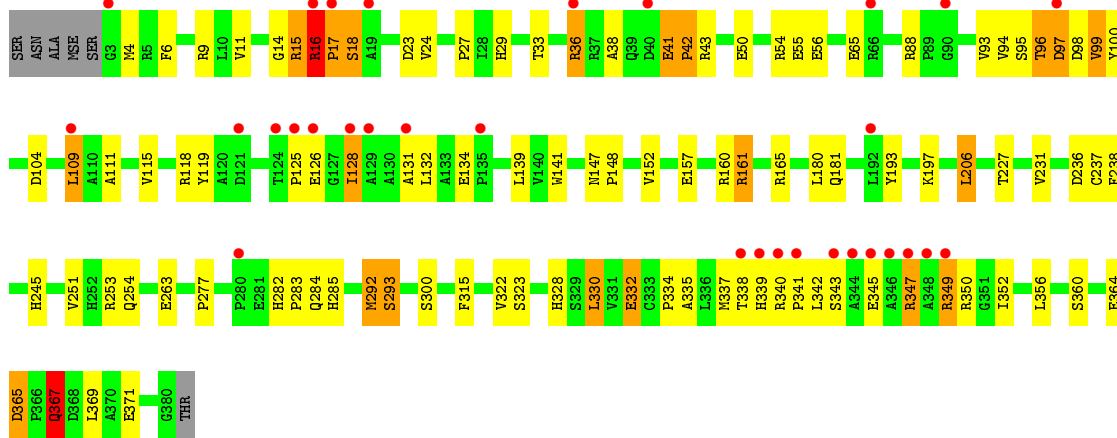 SER ASN ALA MSE SER G3 M4 R5 F6 R9 L10 V11 G14 R15 R16 P17 S18 A19 D23 V24 P27 I28 H29 T33 R36 R37 A38 Q39 D40 E41 P42 R43 E50 R54 E55 E56 E65 R66 R88 P89 G90 V93 V94 S95 T96 D97 D98 V99 Y100
D104 L109 A110 A111 V115 R118 Y119 A120 D121 T124 P125 E126 G127 I128 A129 A130 A131 L132 A133 E134 P135 L139 V140 W141 N147 P148 V152 E157 R160 R161 R165 L180 Q181 L192 Y193 K197 L206 T227 V231 D236 C237
H245 V251 H252 R253 Q254 E263 P277 P280 E281 H282 P283 Q284 H285 M292 S293 S300 F315 V322 S323 H328 S329 L330 V331 E332 C333 P334 A335 L336 M337 T338 H339 R340 P341 L342 S343 A344 E345 A346 R347 A348 R349 R350 G351 I352 L356 S360
D365 P366 Q367 D368 L369 A370 E371 G380 THR